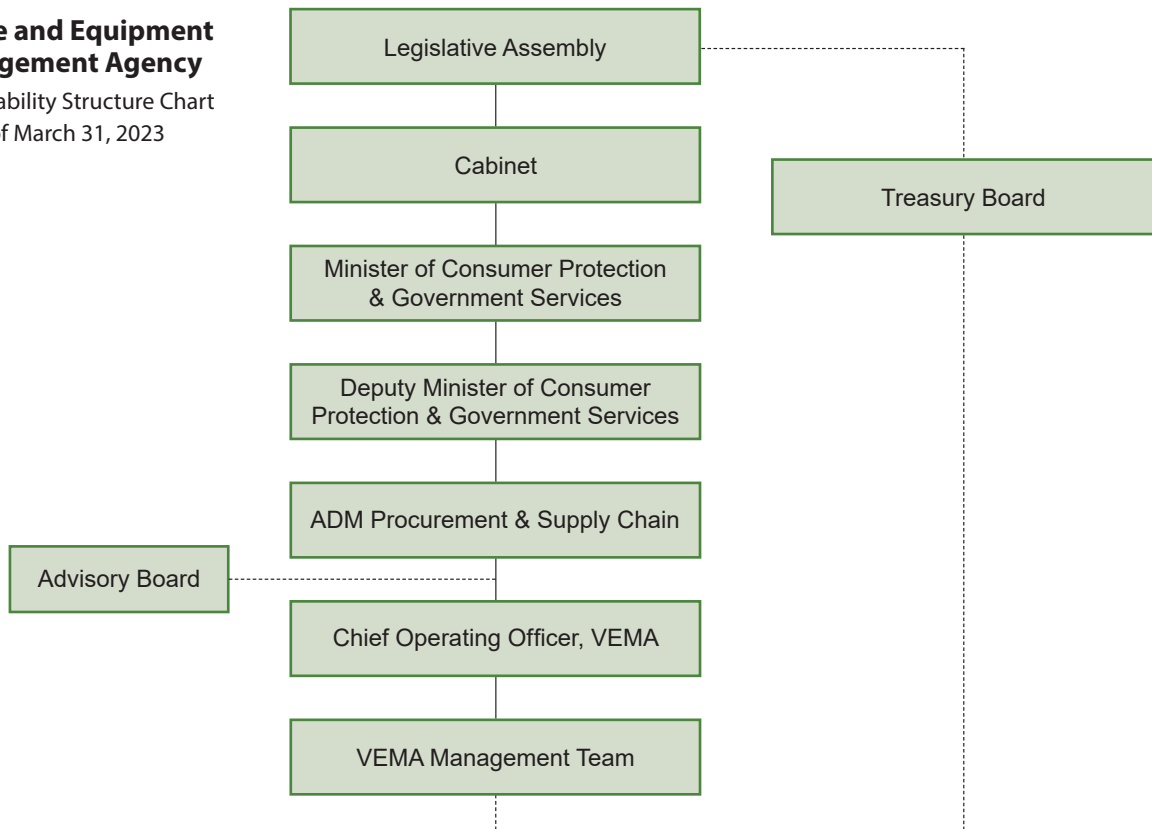 and Equipment
Agency
Structure Chart
March 31, 2023
Legislative Assembly
Cabinet
Treasury Board
Minister of Consumer Protection
& Government Services
Deputy Minister of Consumer
Protection & Government Services
ADM Procurement & Supply Chain
Advisory Board
Chief Operating Officer, VEMA
VEMA Management Team